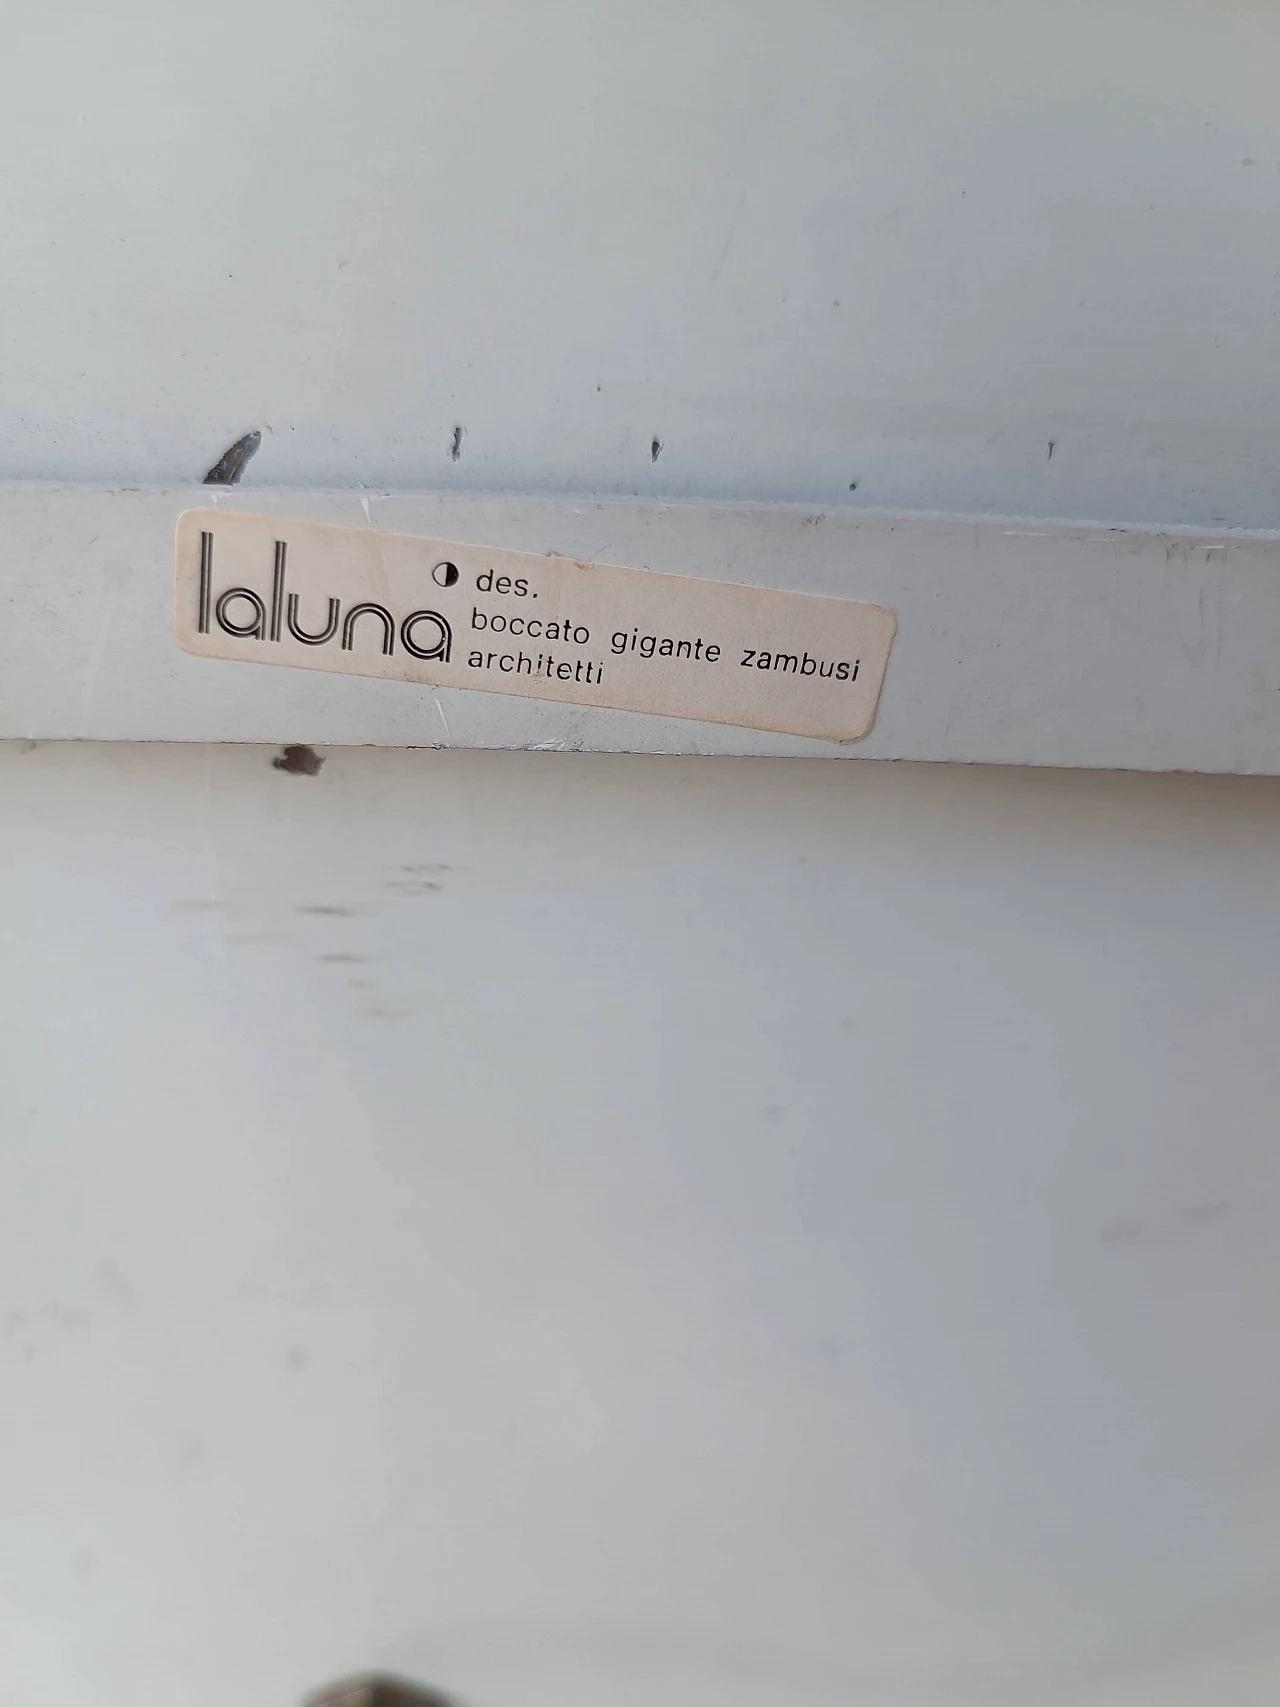 laluna
des.
boccato gigante zambusi
architetti